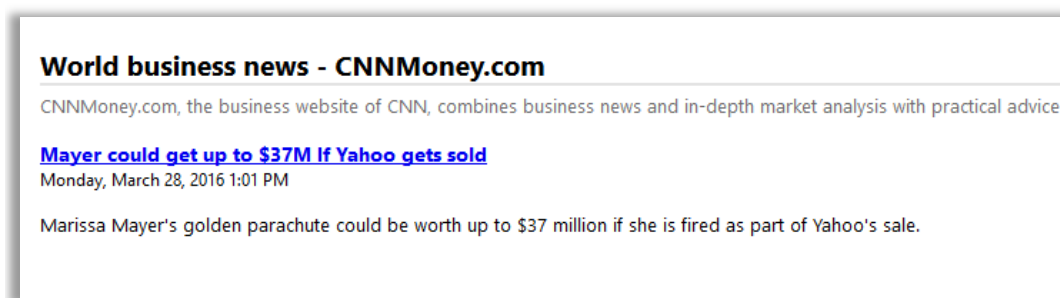 World business news - CNNMoney.com
CNNMoney.com, the business website of CNN, combines business news and in-depth market analysis with practical advice
Mayer could get up to $37M If Yahoo gets sold
Monday, March 28, 2016 1:01 PM
Marissa Mayer's golden parachute could be worth up to $37 million if she is fired as part of Yahoo's sale.